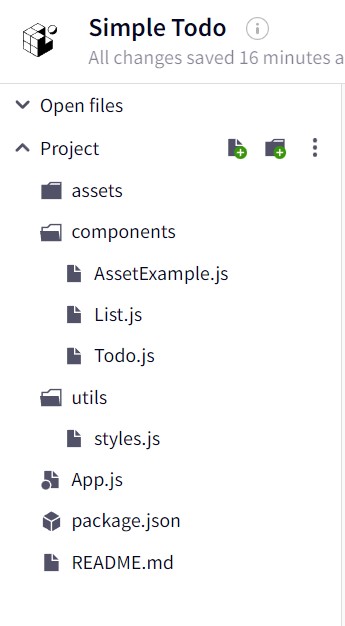 Simple Todo
All changes saved 16 minutes a
Open files
Project
assets
components
AssetExample.js
List.js
Todo.js
utils
styles.js
App.js
package.json
README.md